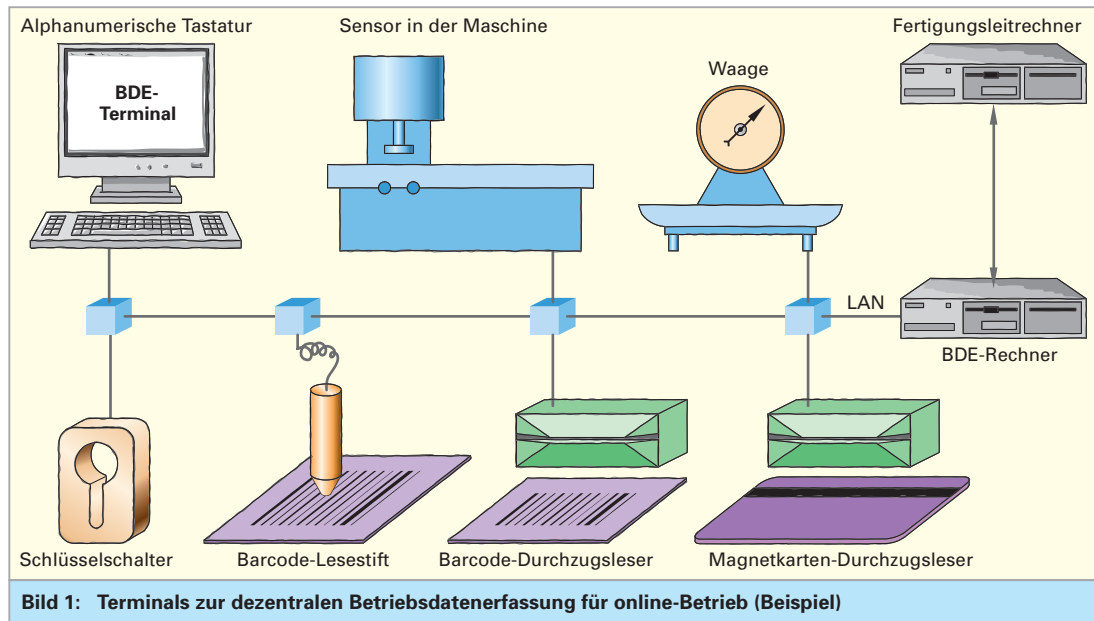 Alphanumerische Tastatur
Sensor in der Maschine
Fertigungsleitrechner
Waage
BDE-
Terminal
LAN
BDE-Rechner
Schlüsselschalter
Barcode-Lesestift
Barcode-Durchzugsleser
Magnetkarten-Durchzugsleser
Bild 1: Terminals zur dezentralen Betriebsdatenerfassung für online-Betrieb (Beispiel)